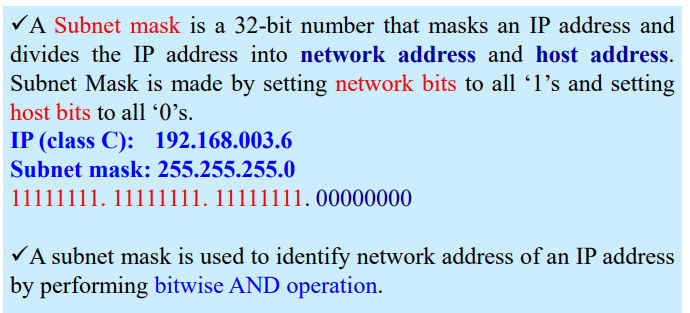 ✓A Subnet mask is a 32-bit number that masks an IP address and
divides the IP address into network address and host address.
Subnet Mask is made by setting network bits to all ‘1’s and setting
host bits to all ‘0’s.
IP (class C): 192.168.003.6
Subnet mask: 255.255.255.0
11111111. 11111111. 11111111. 00000000
✓A subnet mask is used to identify network address of an IP address
by performing bitwise AND operation.